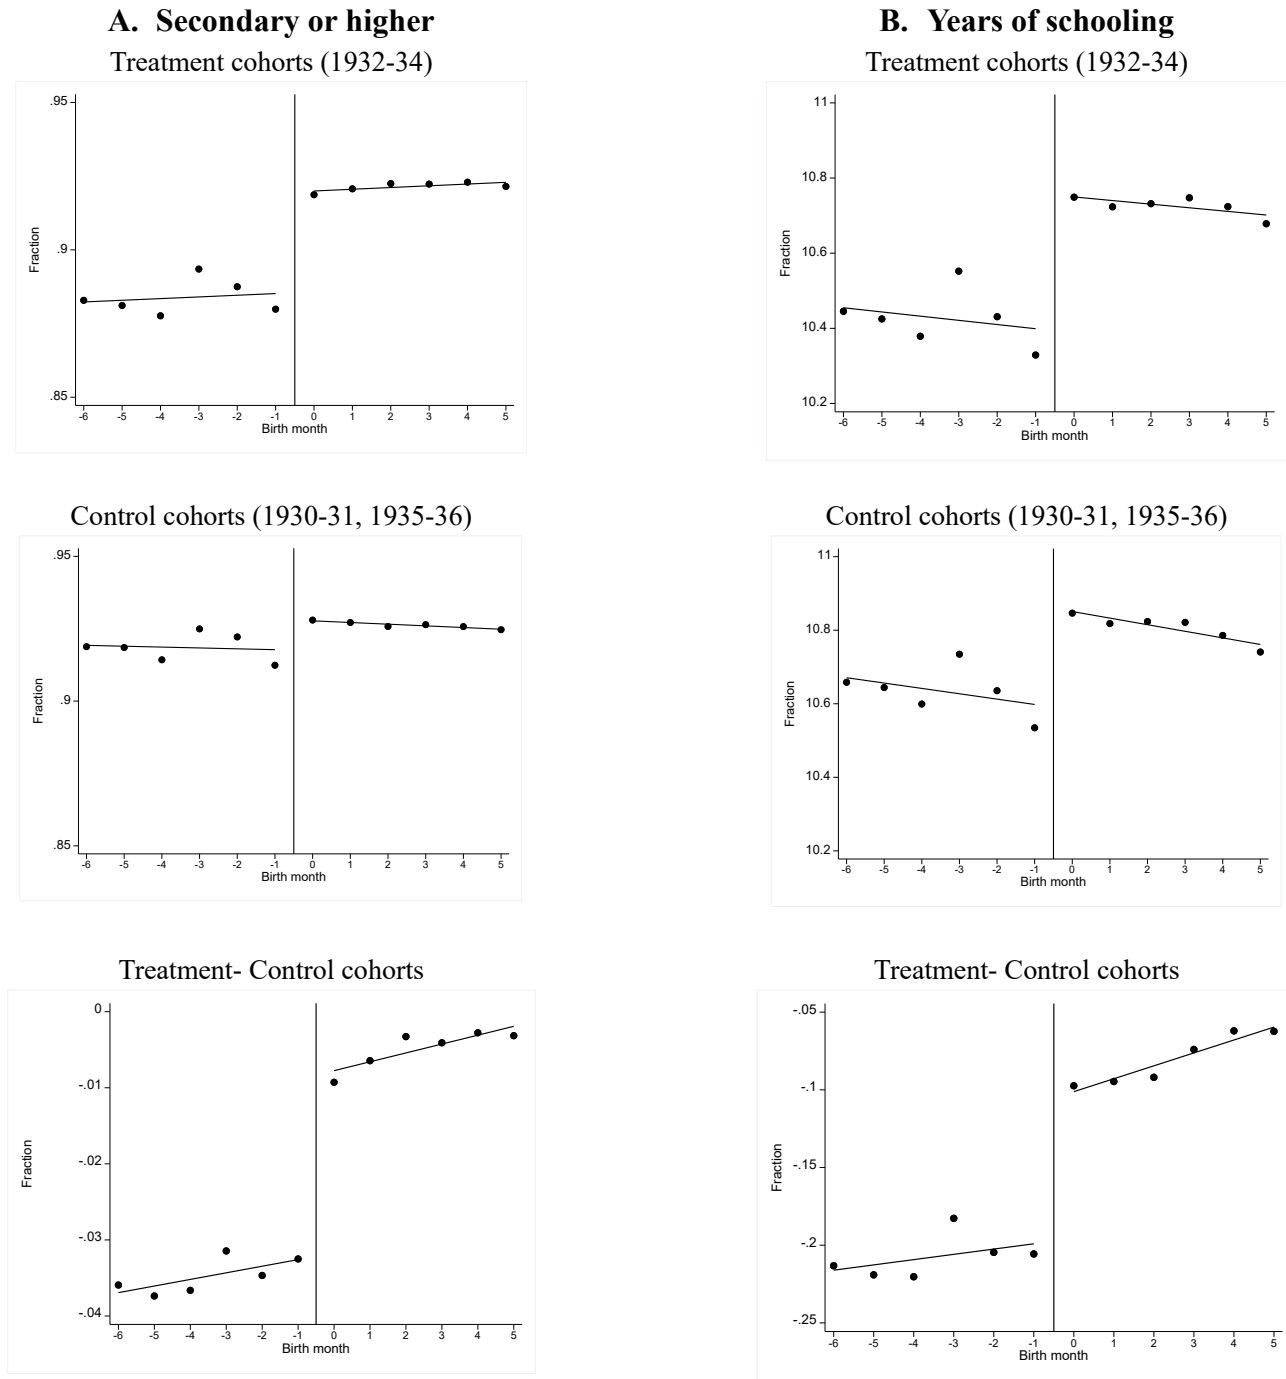 A. Secondary or higher
Treatment cohorts (1932-34)
.95
.9
.85
Fraction
-6 -5 -4 -3 -2 -1 0 1 2 3 4 5
Birth month
Control cohorts (1930-31, 1935-36)
.95
.9
.85
Fraction
-6 -5 -4 -3 -2 -1 0 1 2 3 4 5
Birth month
Treatment- Control cohorts
0
-.01
-.02
-.03
-.04
Fraction
-6 -5 -4 -3 -2 -1 0 1 2 3 4 5
Birth month
B. Years of schooling
Treatment cohorts (1932-34)
11
10.8
10.6
10.4
10.2
Fraction
-6 -5 -4 -3 -2 -1 0 1 2 3 4 5
Birth month
Control cohorts (1930-31, 1935-36)
11
10.8
10.6
10.4
10.2
Fraction
-6 -5 -4 -3 -2 -1 0 1 2 3 4 5
Birth month
Treatment- Control cohorts
-.05
-.1
-.15
-.2
-.25
Fraction
-6 -5 -4 -3 -2 -1 0 1 2 3 4 5
Birth month